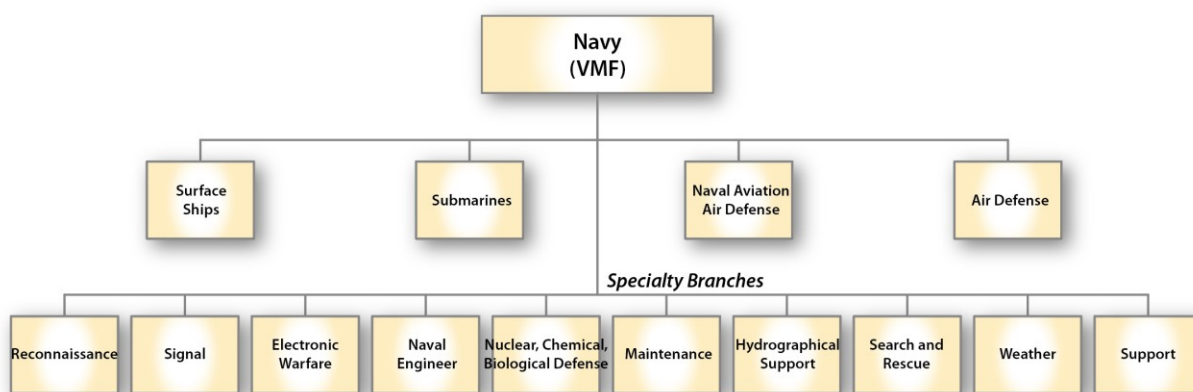 Navy
(VMF)
Surface
Ships
Submarines
Naval Aviation
Air Defense
Air Defense
Specialty Branches
Reconnaissance
Signal
Electronic
Warfare
Naval
Engineer
Nuclear, Chemical,
Biological Defense
Maintenance
Hydrographical
Support
Search and
Rescue
Weather
Support